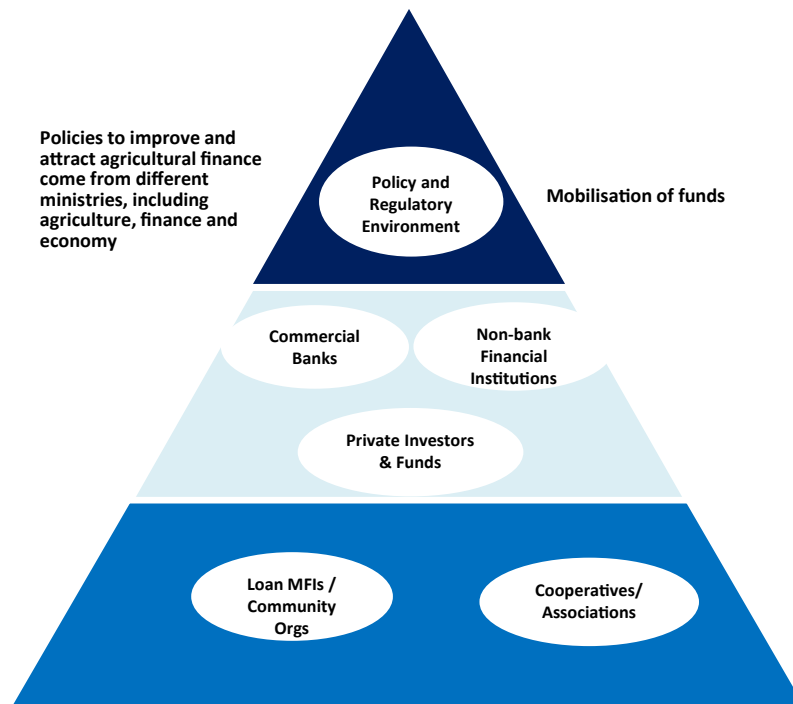 Policies to improve and
attract agricultural finance
come from different
ministries, including
agriculture, finance and
economy
Policy and
Regulatory
Environment
Mobilisation of funds
Commercial
Banks
Non-bank
Financial
Institutions
Private Investors
& Funds
Loan MFIs /
Community
Orgs
Cooperatives/
Associations